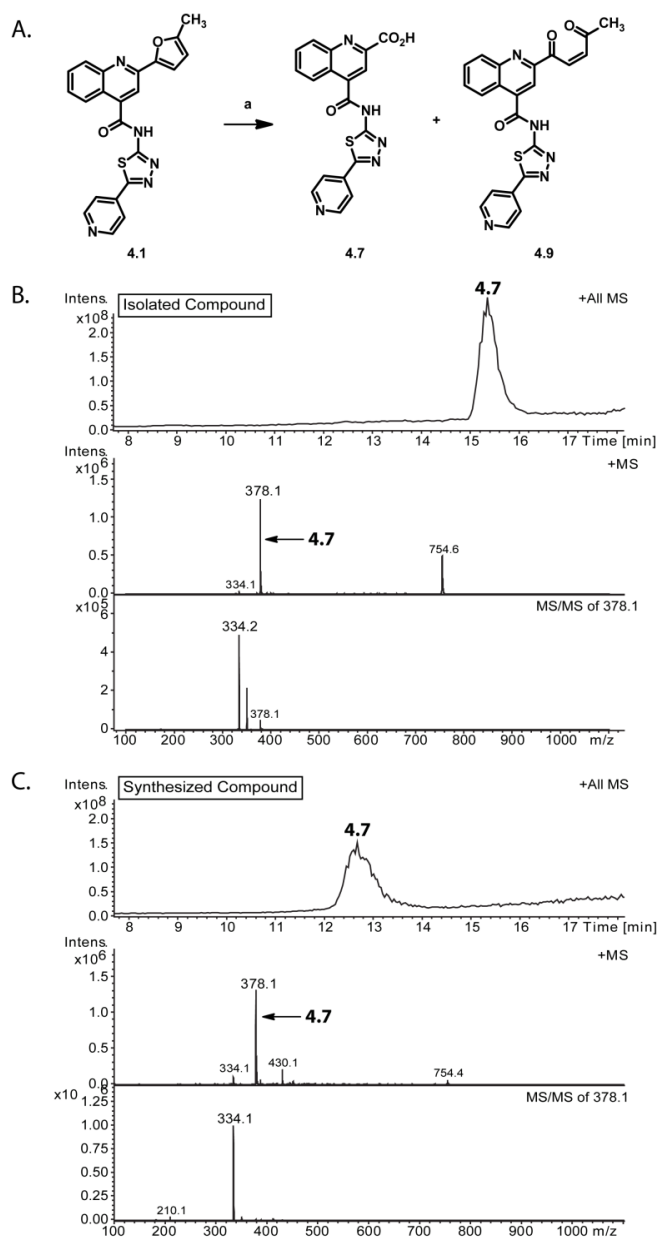 A.
CH3
O
N
O
NH
S
N
N
N
4.1
a
N
CO2H
O
NH
S
N
N
N
4.7
+
O
CH3
O
N
O
NH
S
N
N
N
4.9
B.
Intens.
x10^8
Isolated Compound
4.7
+All MS
2.0
1.5
1.0
0.5
0.0
8 9 10 11 12 13 14 15 16 17 Time [min]
Intens.
x10^6
+MS
1.5
1.0
0.5
0.0
378.1
4.7
334.1
754.6
x10^5
MS/MS of 378.1
6
4
2
0
334.2
378.1
100 200 300 400 500 600 700 800 900 1000 m/z
C.
Intens.
x10^8
Synthesized Compound
4.7
+All MS
2.0
1.5
1.0
0.5
0.0
8 9 10 11 12 13 14 15 16 17 Time [min]
Intens.
x10^6
+MS
1.5
1.0
0.5
0.0
378.1
4.7
334.1
430.1
754.4
x10^6
MS/MS of 378.1
1.25
1.00
0.75
0.50
0.25
0.00
334.1
210.1
100 200 300 400 500 600 700 800 900 1000 m/z